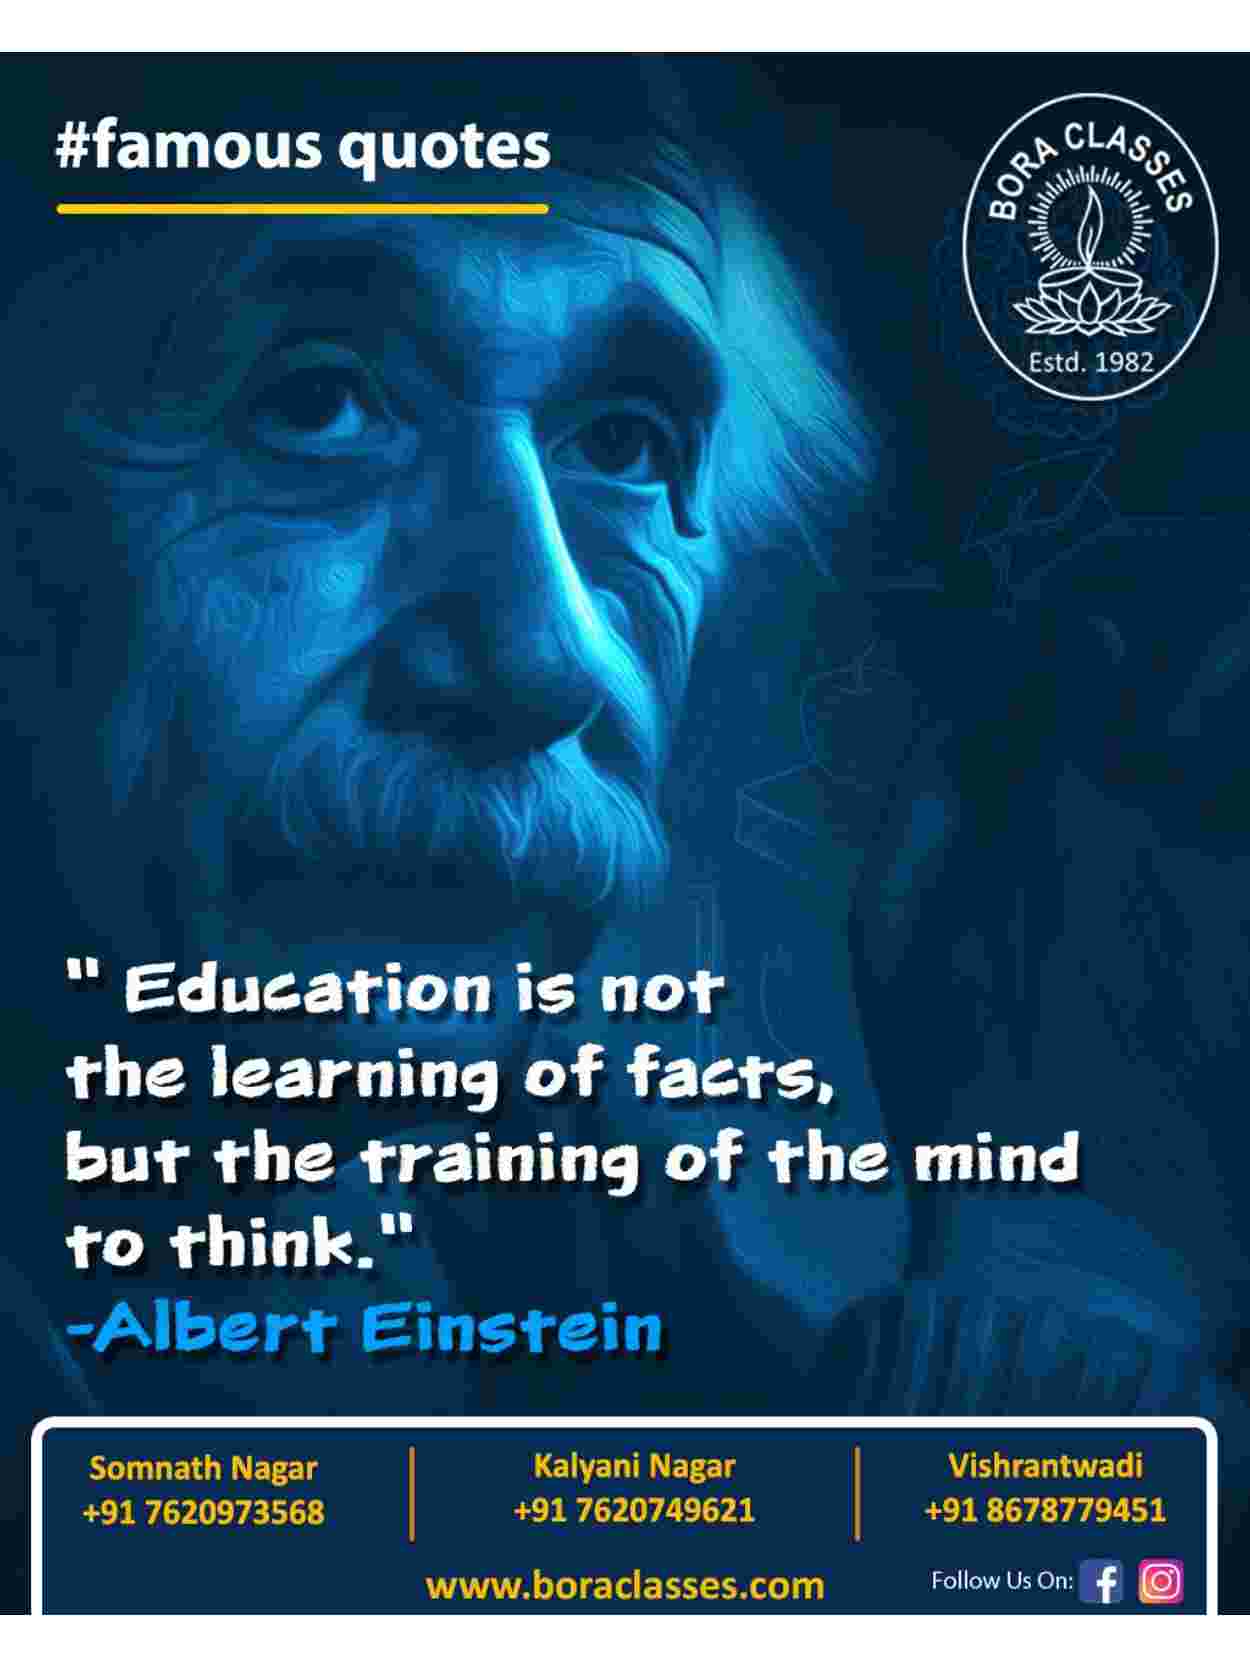 #famous quotes
BORA CLASSES
Estd. 1982
" Education is not
the learning of facts,
but the training of the mind
to think."
-Albert Einstein
Somnath Nagar
+91 7620973568
Kalyani Nagar
+91 7620749621
Vishrantwadi
+91 8678779451
www.boraclasses.com
Follow Us On: